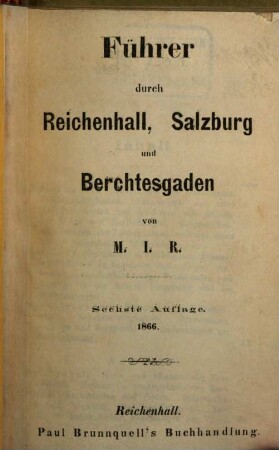 Führer
durch
Reichenhall, Salzburg
und
Berchtesgaden
von
M. I. R.
Sechste Auflage.
1866.
Reichenhall.
Paul Brunnquell's Buchhandlung.